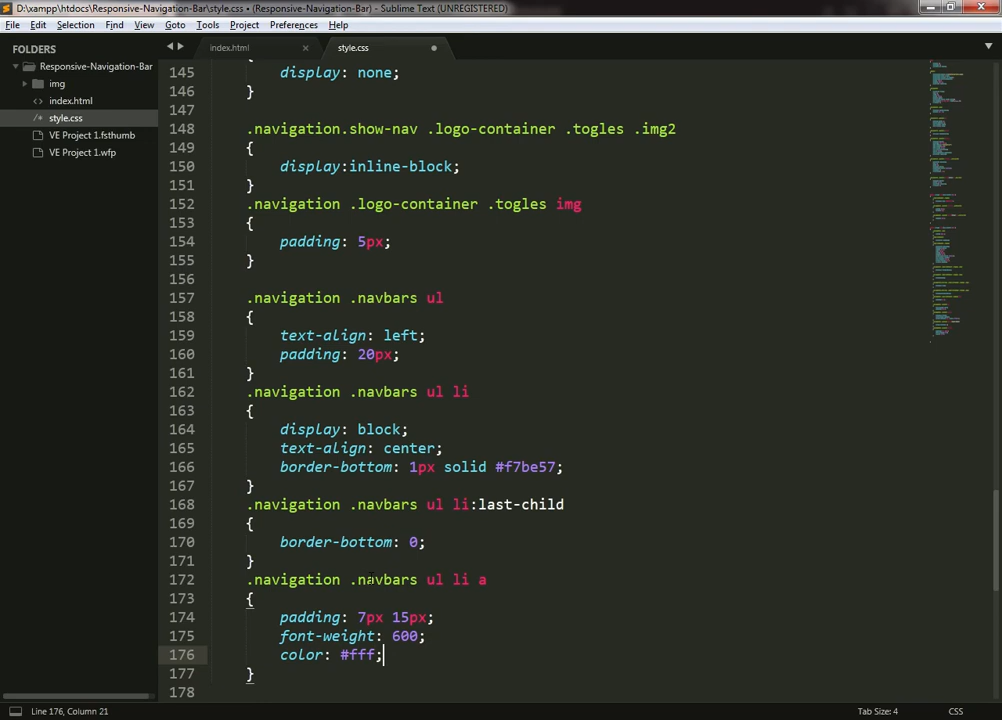 D:\xampp\htdocs\Responsive-Navigation-Bar\style.css • (Responsive-Navigation-Bar) - Sublime Text (UNREGISTERED)
File Edit Selection Find View Goto Tools Project Preferences Help
FOLDERS
Responsive-Navigation-Bar
img
index.html
style.css
VE Project 1.fsthumb
VE Project 1.wfp
index.html
style.css
145 display: none;
146 }
147
148 .navigation.show-nav .logo-container .togles .img2
149 {
150 display:inline-block;
151 }
152 .navigation .logo-container .togles img
153 {
154 padding: 5px;
155 }
156
157 .navigation .navbars ul
158 {
159 text-align: left;
160 padding: 20px;
161 }
162 .navigation .navbars ul li
163 {
164 display: block;
165 text-align: center;
166 border-bottom: 1px solid #f7be57;
167 }
168 .navigation .navbars ul li:last-child
169 {
170 border-bottom: 0;
171 }
172 .navigation .navbars ul li a
173 {
174 padding: 7px 15px;
175 font-weight: 600;
176 color: #fff;
177 }
178
Line 176, Column 21
Tab Size: 4
CSS